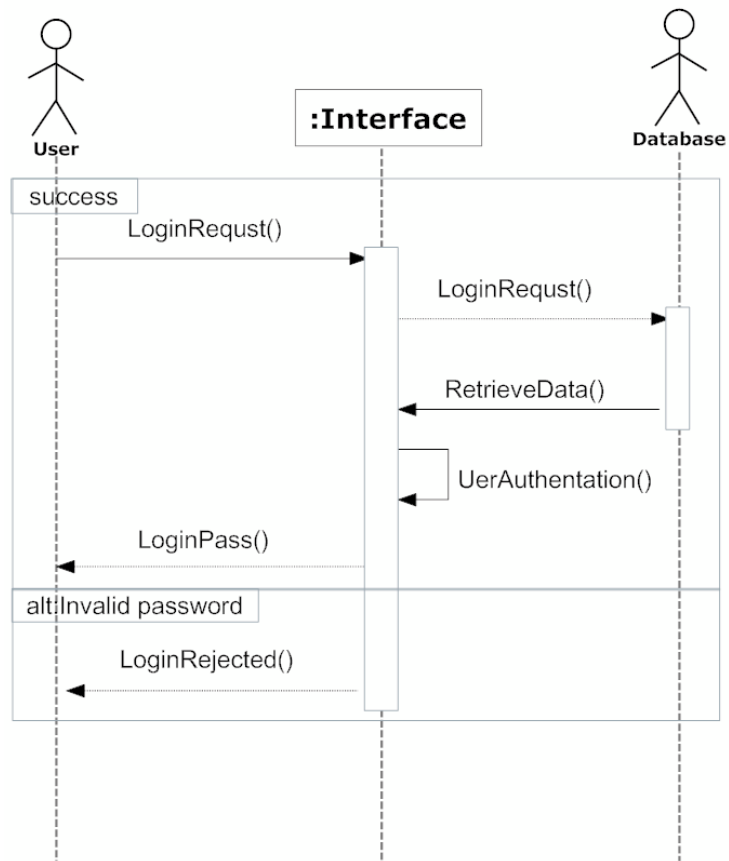 User
:Interface
Database
success
LoginRequst()
LoginRequst()
RetrieveData()
UerAuthentation()
LoginPass()
alt:Invalid password
LoginRejected()